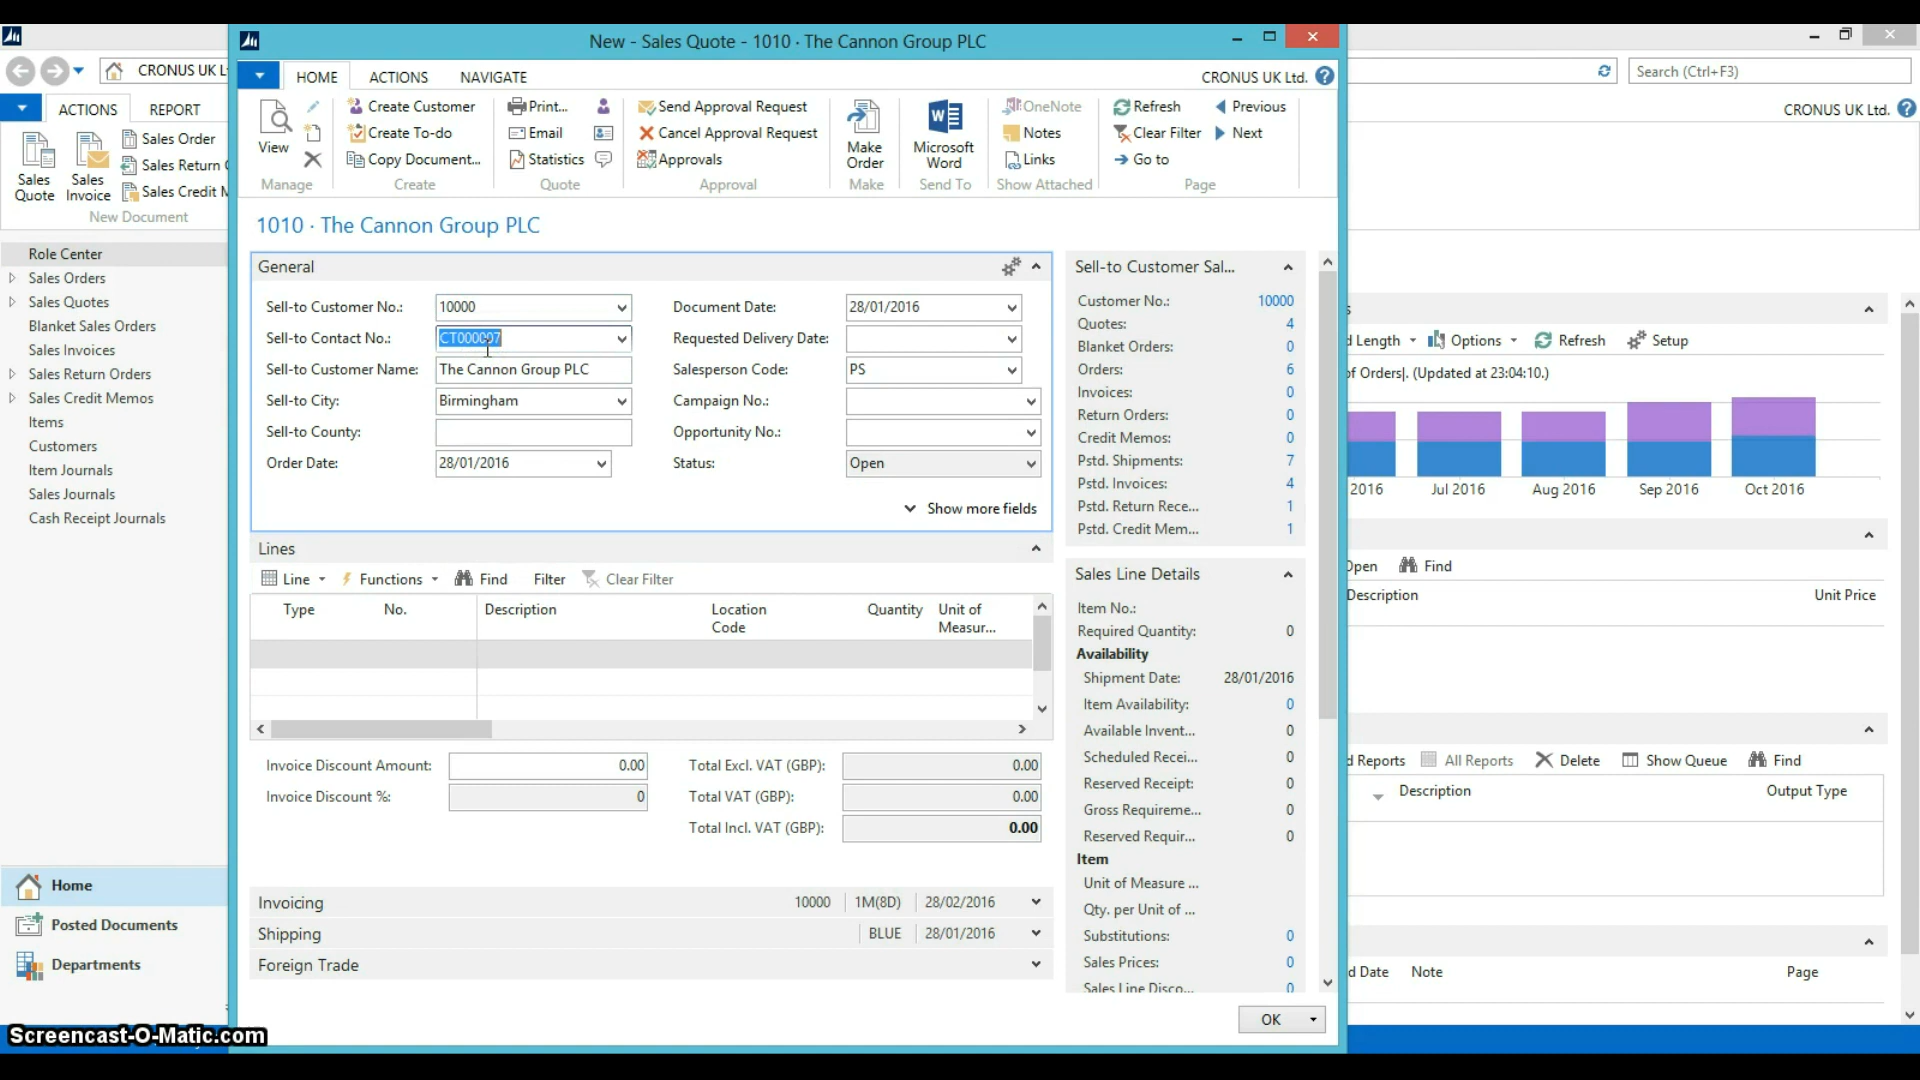 New - Sales Quote - 1010 · The Cannon Group PLC
CRONUS UK L
Search (Ctrl+F3)
ACTIONS
REPORT
CRONUS UK Ltd.
Sales Quote
Sales Invoice
Sales Order
Sales Return
Sales Credit M
New Document
Role Center
Sales Orders
Sales Quotes
Blanket Sales Orders
Sales Invoices
Sales Return Orders
Sales Credit Memos
Items
Customers
Item Journals
Sales Journals
Cash Receipt Journals
Home
Posted Documents
Departments
HOME
ACTIONS
NAVIGATE
CRONUS UK Ltd.
View
Manage
Create Customer
Create To-do
Copy Document...
Create
Print...
Email
Statistics
Quote
Send Approval Request
Cancel Approval Request
Approvals
Approval
Make Order
Make
Microsoft Word
Send To
OneNote
Notes
Links
Show Attached
Refresh
Clear Filter
Go to
Previous
Next
Page
1010 · The Cannon Group PLC
General
Sell-to Customer No.: 10000
Sell-to Contact No.: CT000007
Sell-to Customer Name: The Cannon Group PLC
Sell-to City: Birmingham
Sell-to County:
Order Date: 28/01/2016
Document Date: 28/01/2016
Requested Delivery Date:
Salesperson Code: PS
Campaign No.:
Opportunity No.:
Status: Open
Show more fields
Lines
Line Functions Find Filter Clear Filter
Type No. Description Location Code Quantity Unit of Measur...
Invoice Discount Amount: 0.00
Invoice Discount %: 0
Total Excl. VAT (GBP): 0.00
Total VAT (GBP): 0.00
Total Incl. VAT (GBP): 0.00
Invoicing 10000 1M(8D) 28/02/2016
Shipping BLUE 28/01/2016
Foreign Trade
Sell-to Customer Sal...
Customer No.: 10000
Quotes: 4
Blanket Orders: 0
Orders: 6
Invoices: 0
Return Orders: 0
Credit Memos: 0
Pstd. Shipments: 7
Pstd. Invoices: 4
Pstd. Return Rece... 1
Pstd. Credit Mem... 1
Sales Line Details
Item No.:
Required Quantity: 0
Availability
Shipment Date: 28/01/2016
Item Availability: 0
Available Invent... 0
Scheduled Recei... 0
Reserved Receipt: 0
Gross Requireme... 0
Reserved Requir... 0
Item
Unit of Measure ...
Qty. per Unit of ...
Substitutions: 0
Sales Prices: 0
Sales Line Disco... 0
OK
s
d Length Options Refresh Setup
of Orders|. (Updated at 23:04:10.)
2016 Jul 2016 Aug 2016 Sep 2016 Oct 2016
Open Find
Description Unit Price
d Reports All Reports Delete Show Queue Find
Description Output Type
d Date Note Page
Screencast-O-Matic.com